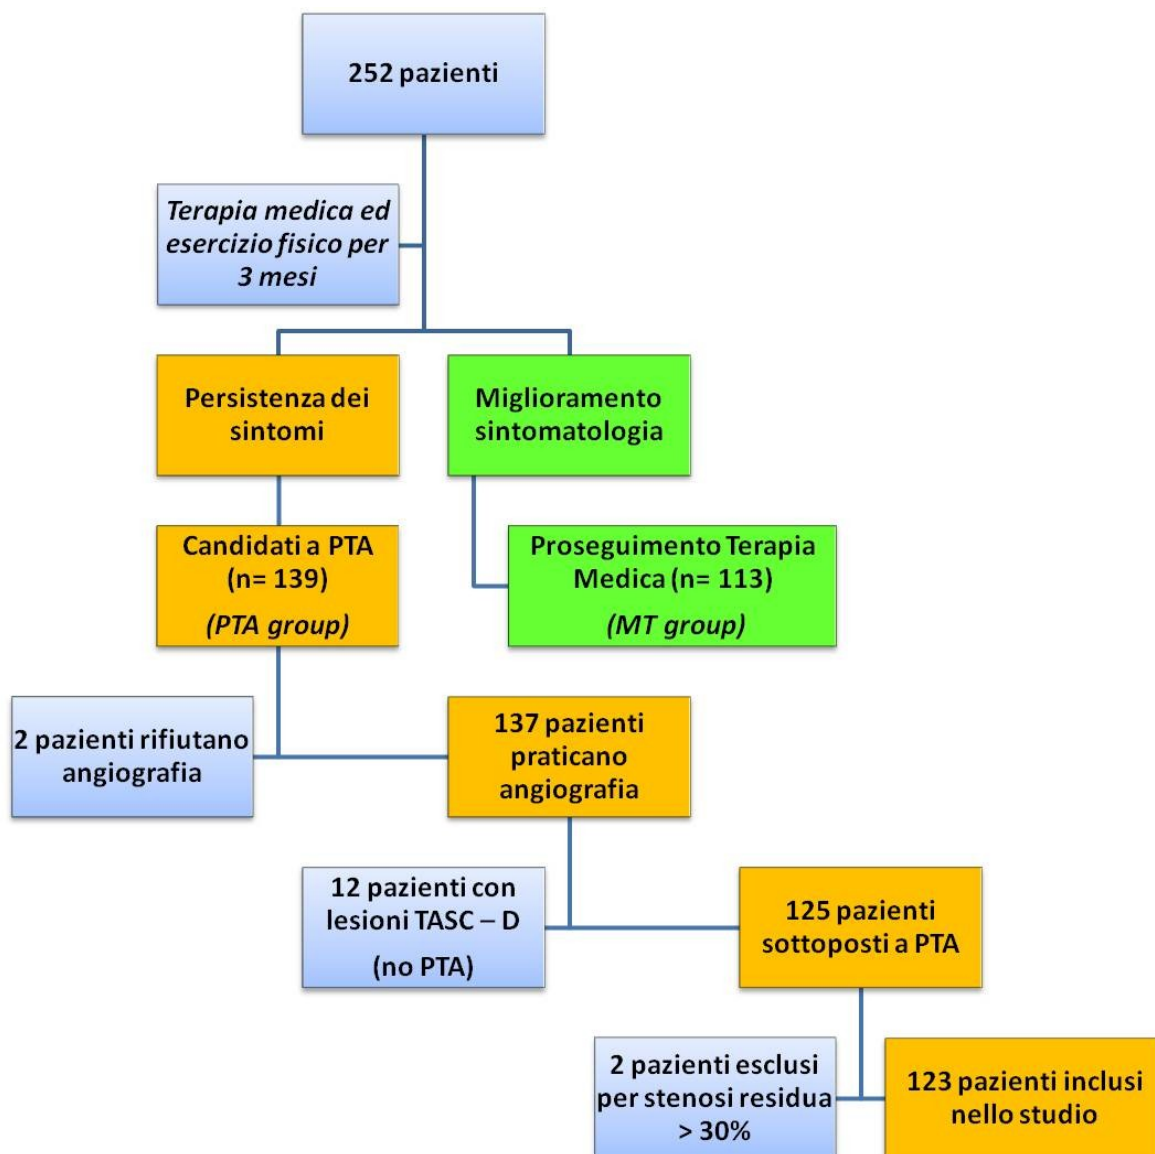 252 pazienti
Terapia medica ed
esercizio fisico per
3 mesi
Persistenza dei
sintomi
Miglioramento
sintomatologia
Candidati a PTA
(n= 139)
(PTA group)
Proseguimento Terapia
Medica (n= 113)
(MT group)
2 pazienti rifiutano
angiografia
137 pazienti
praticano
angiografia
12 pazienti con
lesioni TASC – D
(no PTA)
125 pazienti
sottoposti a PTA
2 pazienti esclusi
per stenosi residua
> 30%
123 pazienti inclusi
nello studio